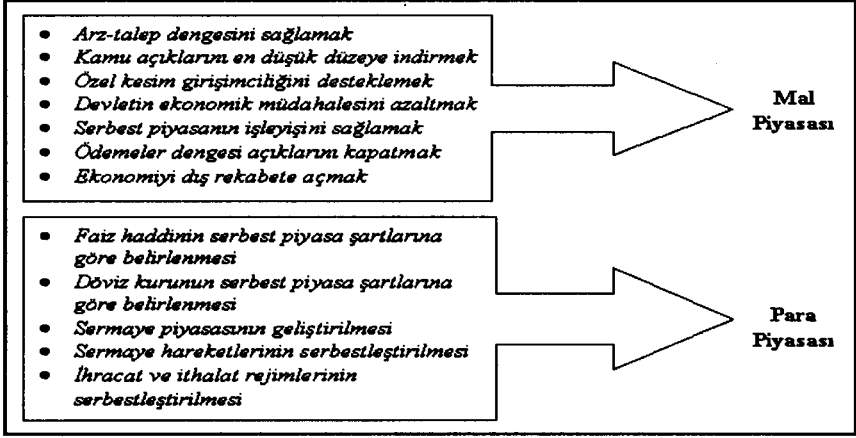 • Arz-talep dengesini sağlamak
• Kamu açıklarını en düşük düzeye indirmek
• Özel kesim girişimciliğini desteklemek
• Devletin ekonomik müdahalesini azaltmak
• Serbest piyasanın işleyişini sağlamak
• Ödemeler dengesi açıklarını kapatmak
• Ekonomiyi dış rekabete açmak
Mal
Piyasası
• Faiz haddinin serbest piyasa şartlarına
göre belirlenmesi
• Döviz kurunun serbest piyasa şartlarına
göre belirlenmesi
• Sermaye piyasasının geliştirilmesi
• Sermaye hareketlerinin serbestleştirilmesi
• İhracat ve ithalat rejimlerinin
serbestleştirilmesi
Para
Piyasası